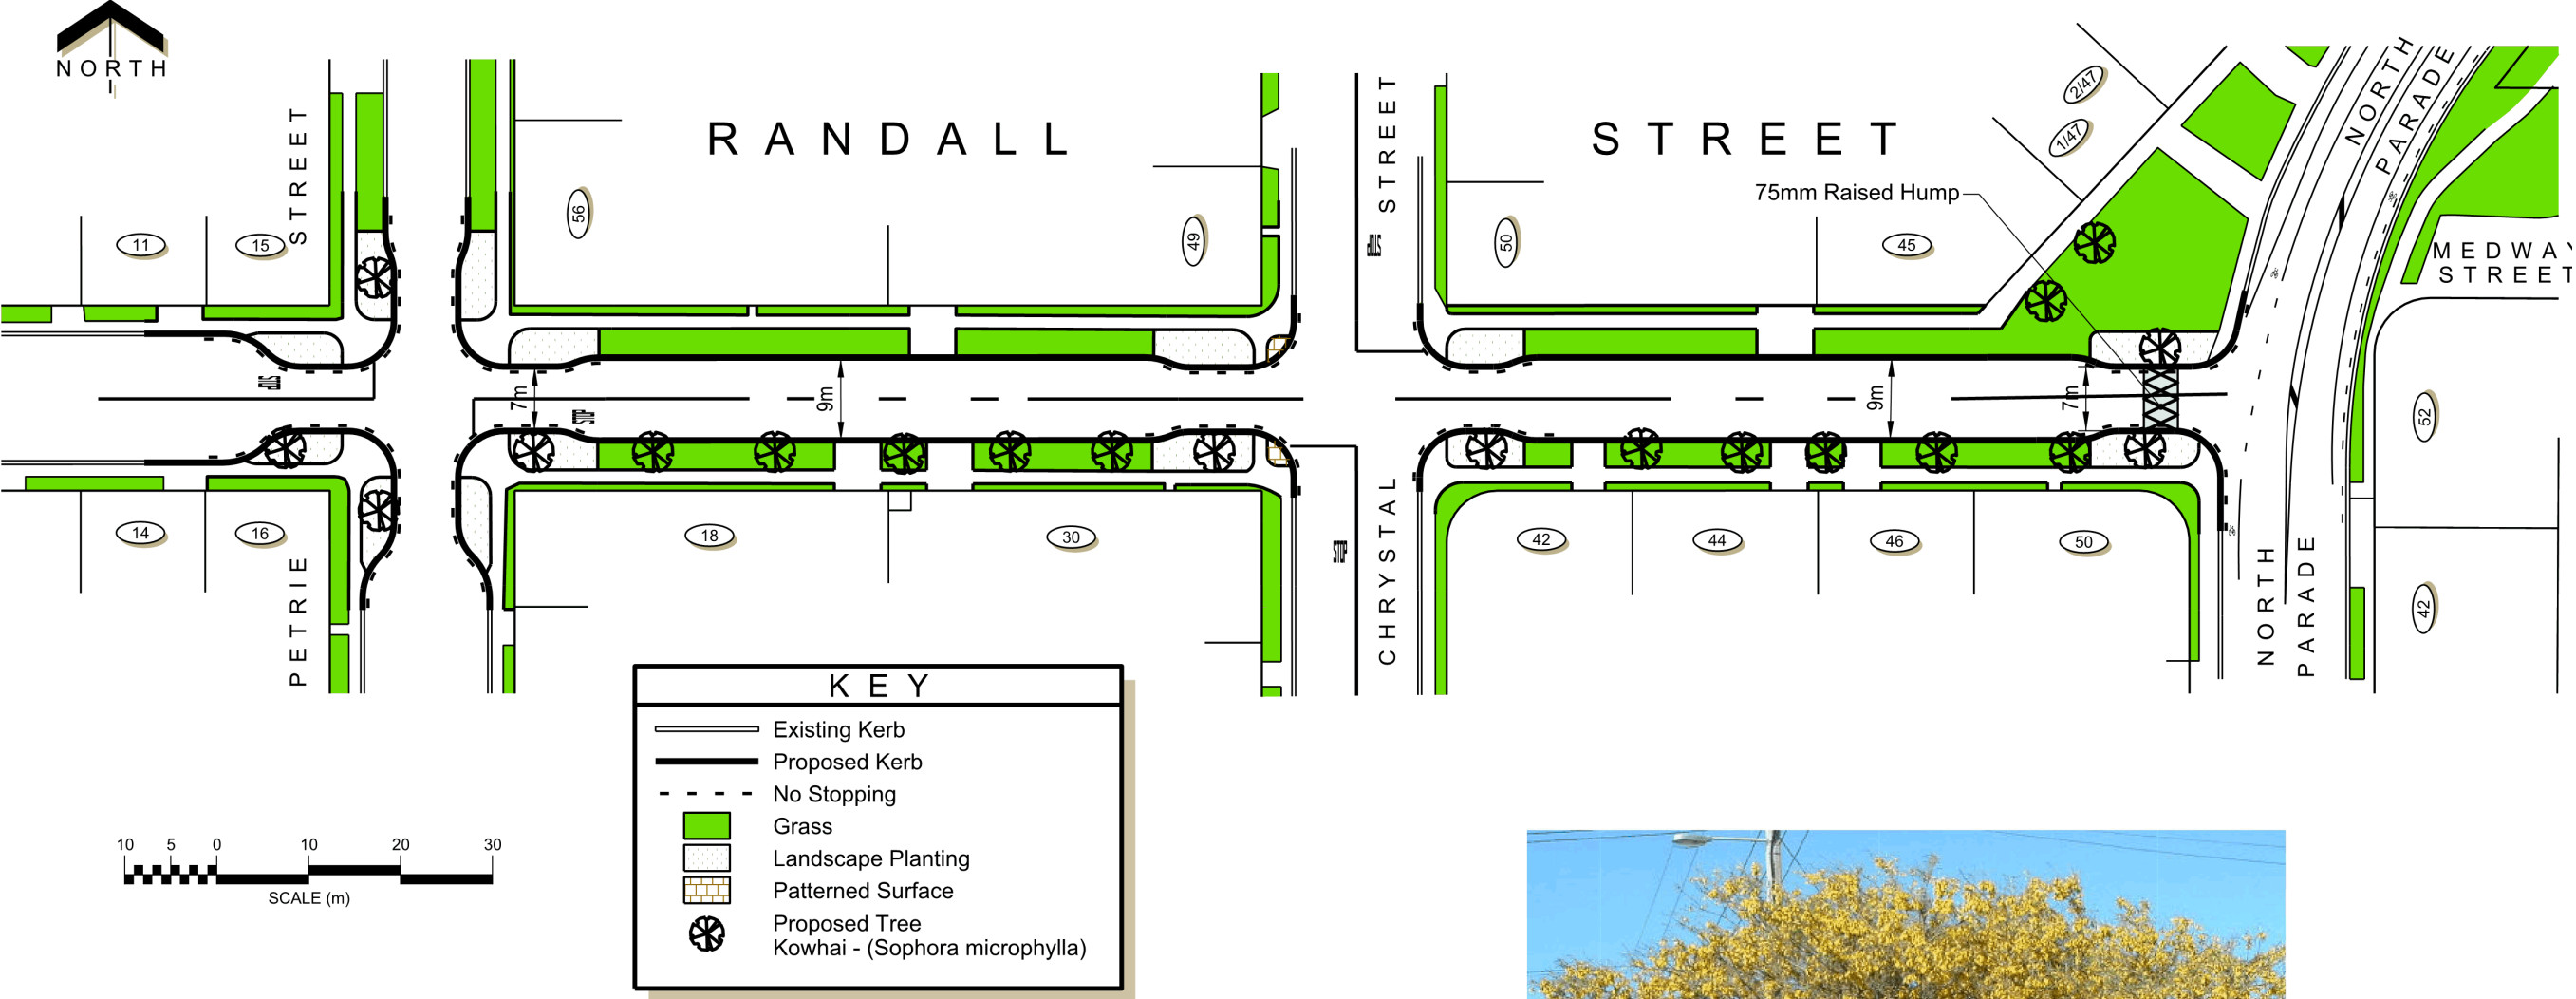 NORTH
RANDALL STREET
STREET
STREET
NORTH PARADE
2/47
1/47
75mm Raised Hump
MEDWAY
STREET
11
15
56
49
50
45
STOP
STOP
7m
STOP
9m
9m
7m
52
14
16
18
30
STOP
42
44
46
50
42
PETRIE
CHRYSTAL
NORTH
PARADE
KEY
Existing Kerb
Proposed Kerb
No Stopping
Grass
Landscape Planting
Patterned Surface
Proposed Tree
Kowhai - (Sophora microphylla)
10 5 0 10 20 30
SCALE (m)